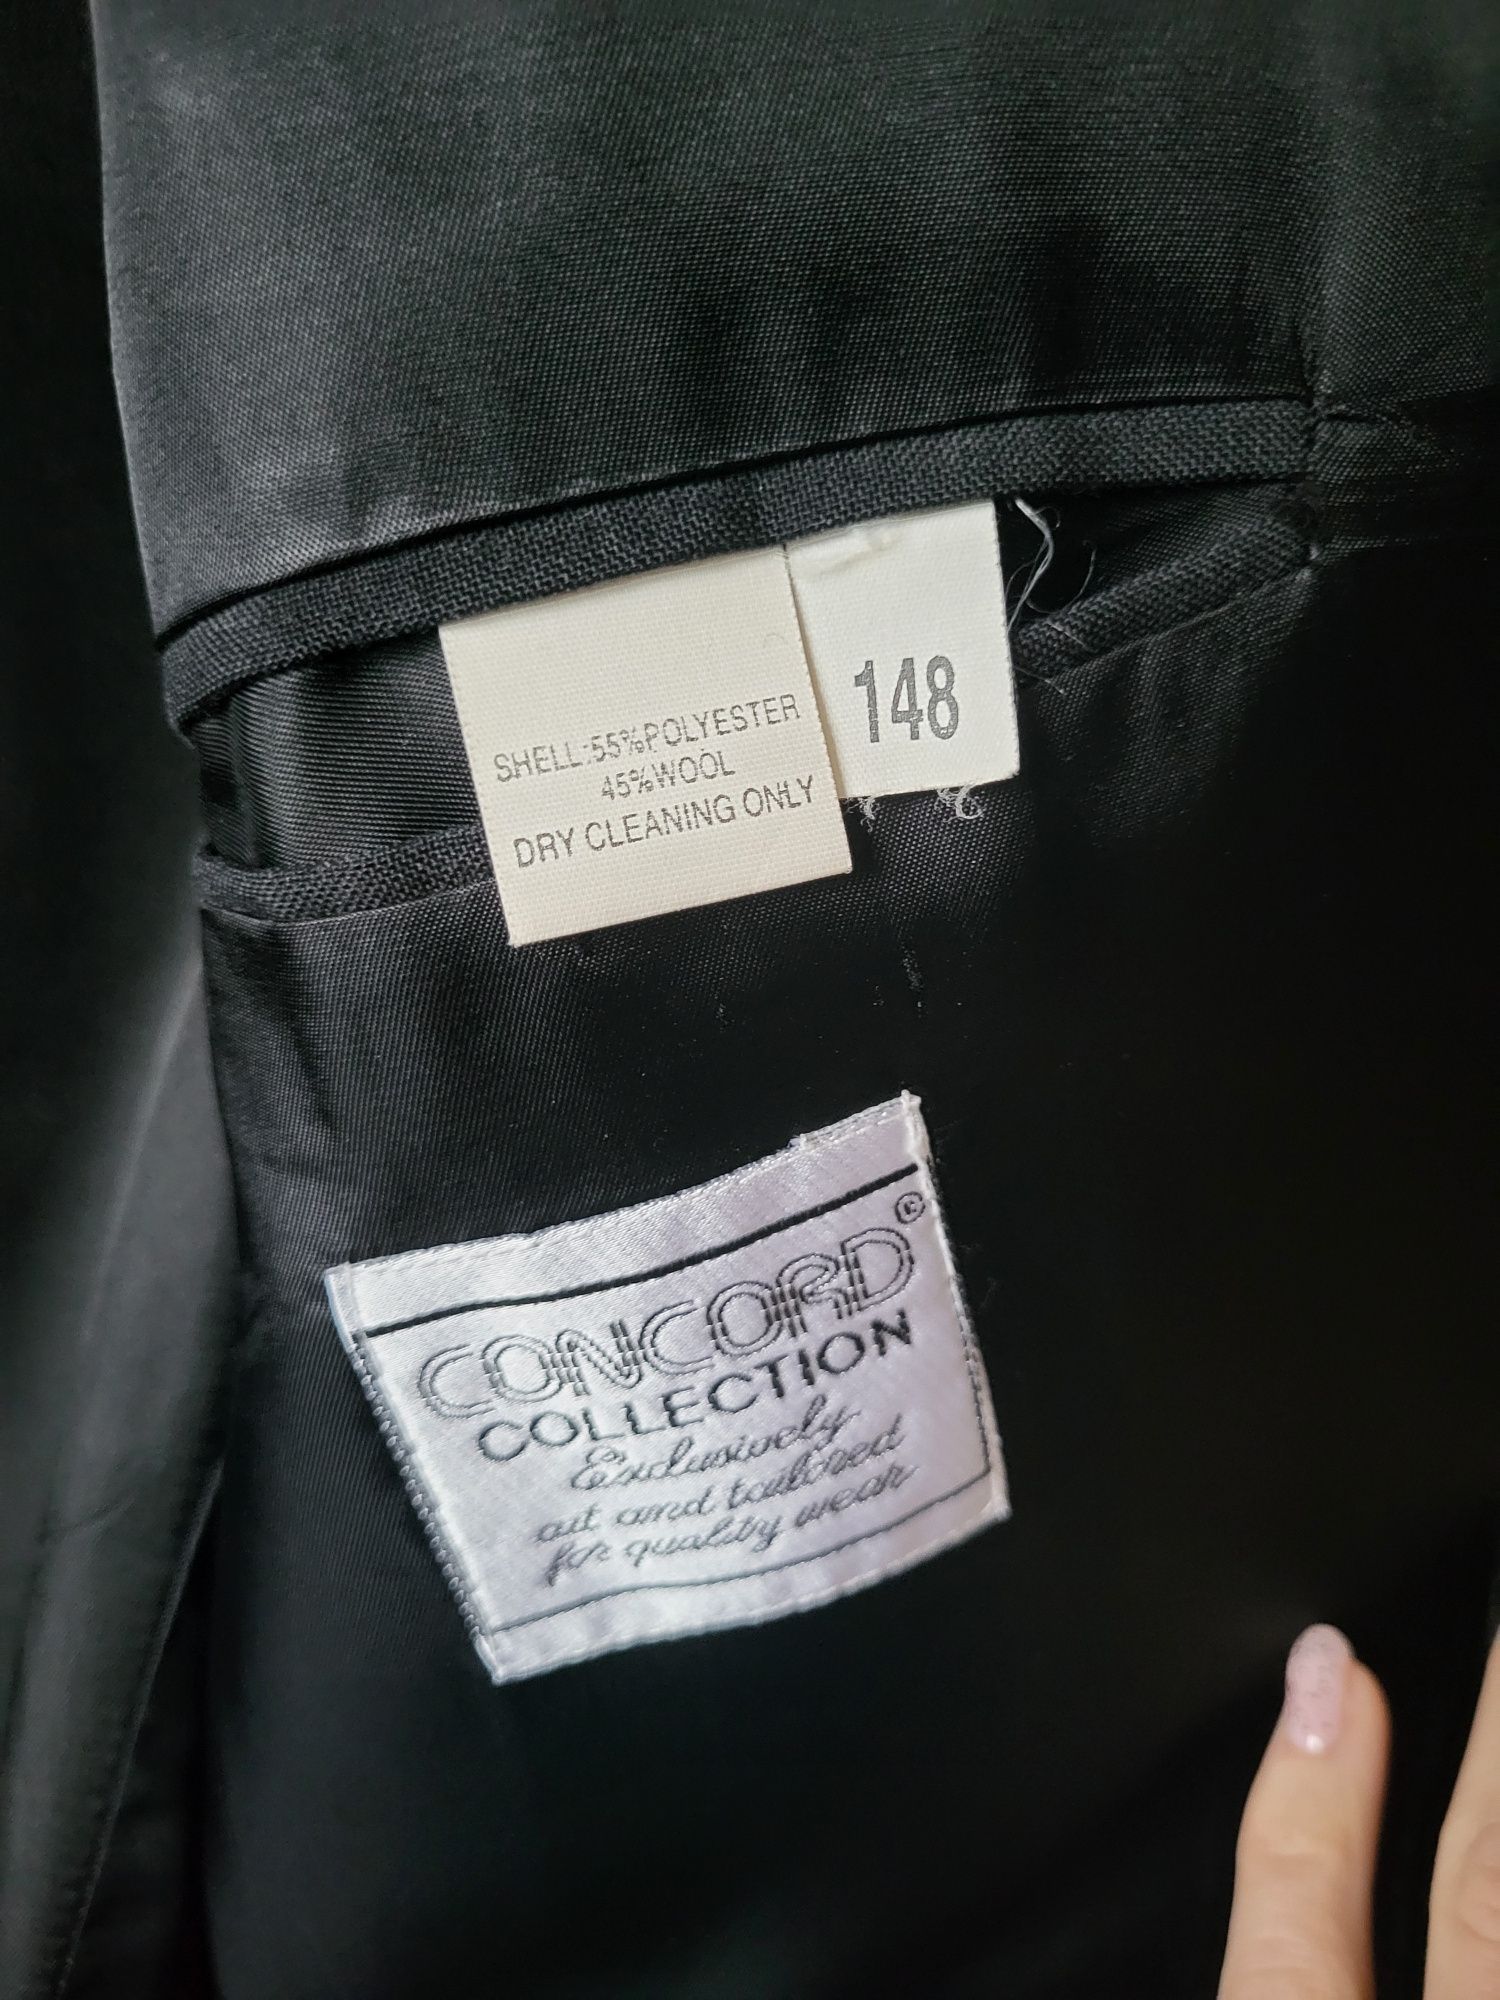 SHELL:55%POLYESTER
45%WOOL
DRY CLEANING ONLY
148
CONCORD®
COLLECTION
Exclusively
cut and tailored
for quality wear